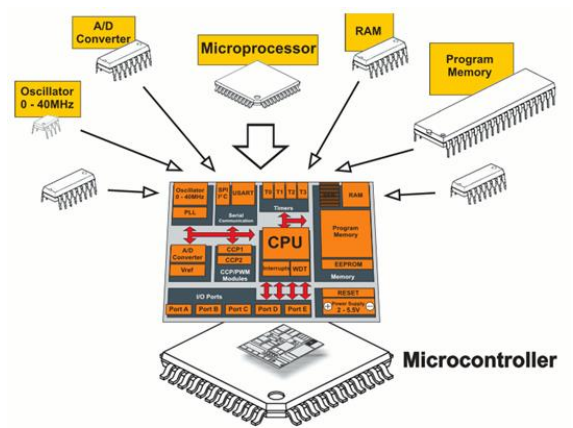 A/D
Converter
Microprocessor
RAM
Program
Memory
Oscillator
0 - 40MHz
Oscillator
0 - 40MHz
PLL
SPI
I²C
USART
Serial
Communication
T0 T1 T2 T3
Timers
RAM
Program
Memory
EEPROM
Memory
A/D
Converter
Vref
CCP1
CCP2
CCP/PWM
Modules
CPU
Interrupts
WDT
I/O Ports
Port A Port B Port C Port D Port E
RESET
Power Supply
2 - 5.5V
Microcontroller